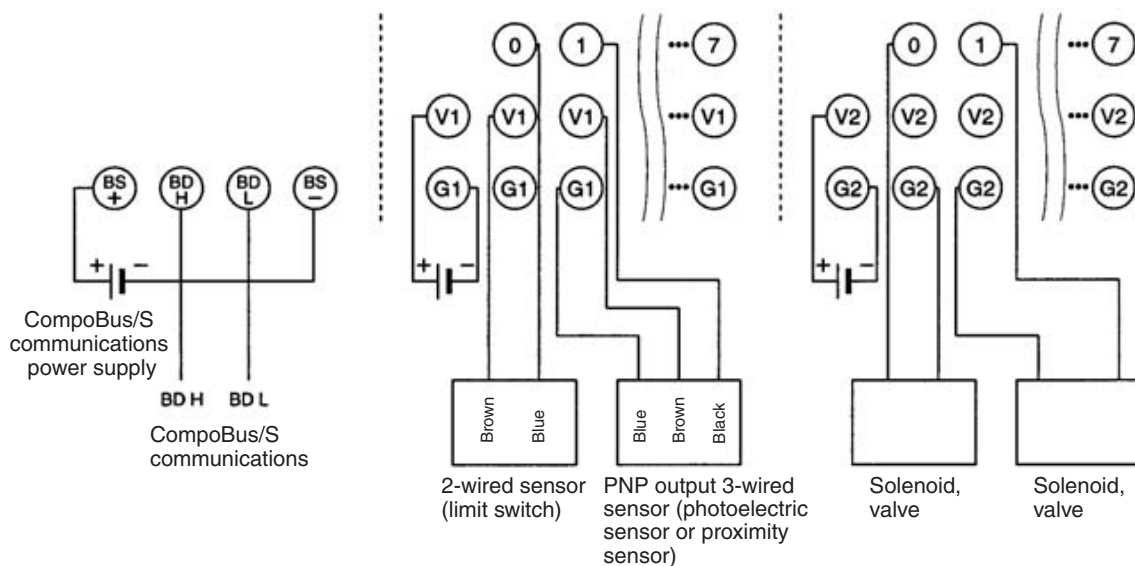 0 1 ••• 7
0 1 ••• 7
V1 V1 V1 ••• V1
V2 V2 V2 ••• V2
BS + BD H BD L BS −
G1 G1 G1 ••• G1
G2 G2 G2 ••• G2
+ −
+ −
+ −
CompoBus/S
communications
power supply
BD H BD L
CompoBus/S
communications
Brown Blue
Blue Brown Black
2-wired sensor
(limit switch)
PNP output 3-wired
sensor (photoelectric
sensor or proximity
sensor)
Solenoid,
valve
Solenoid,
valve